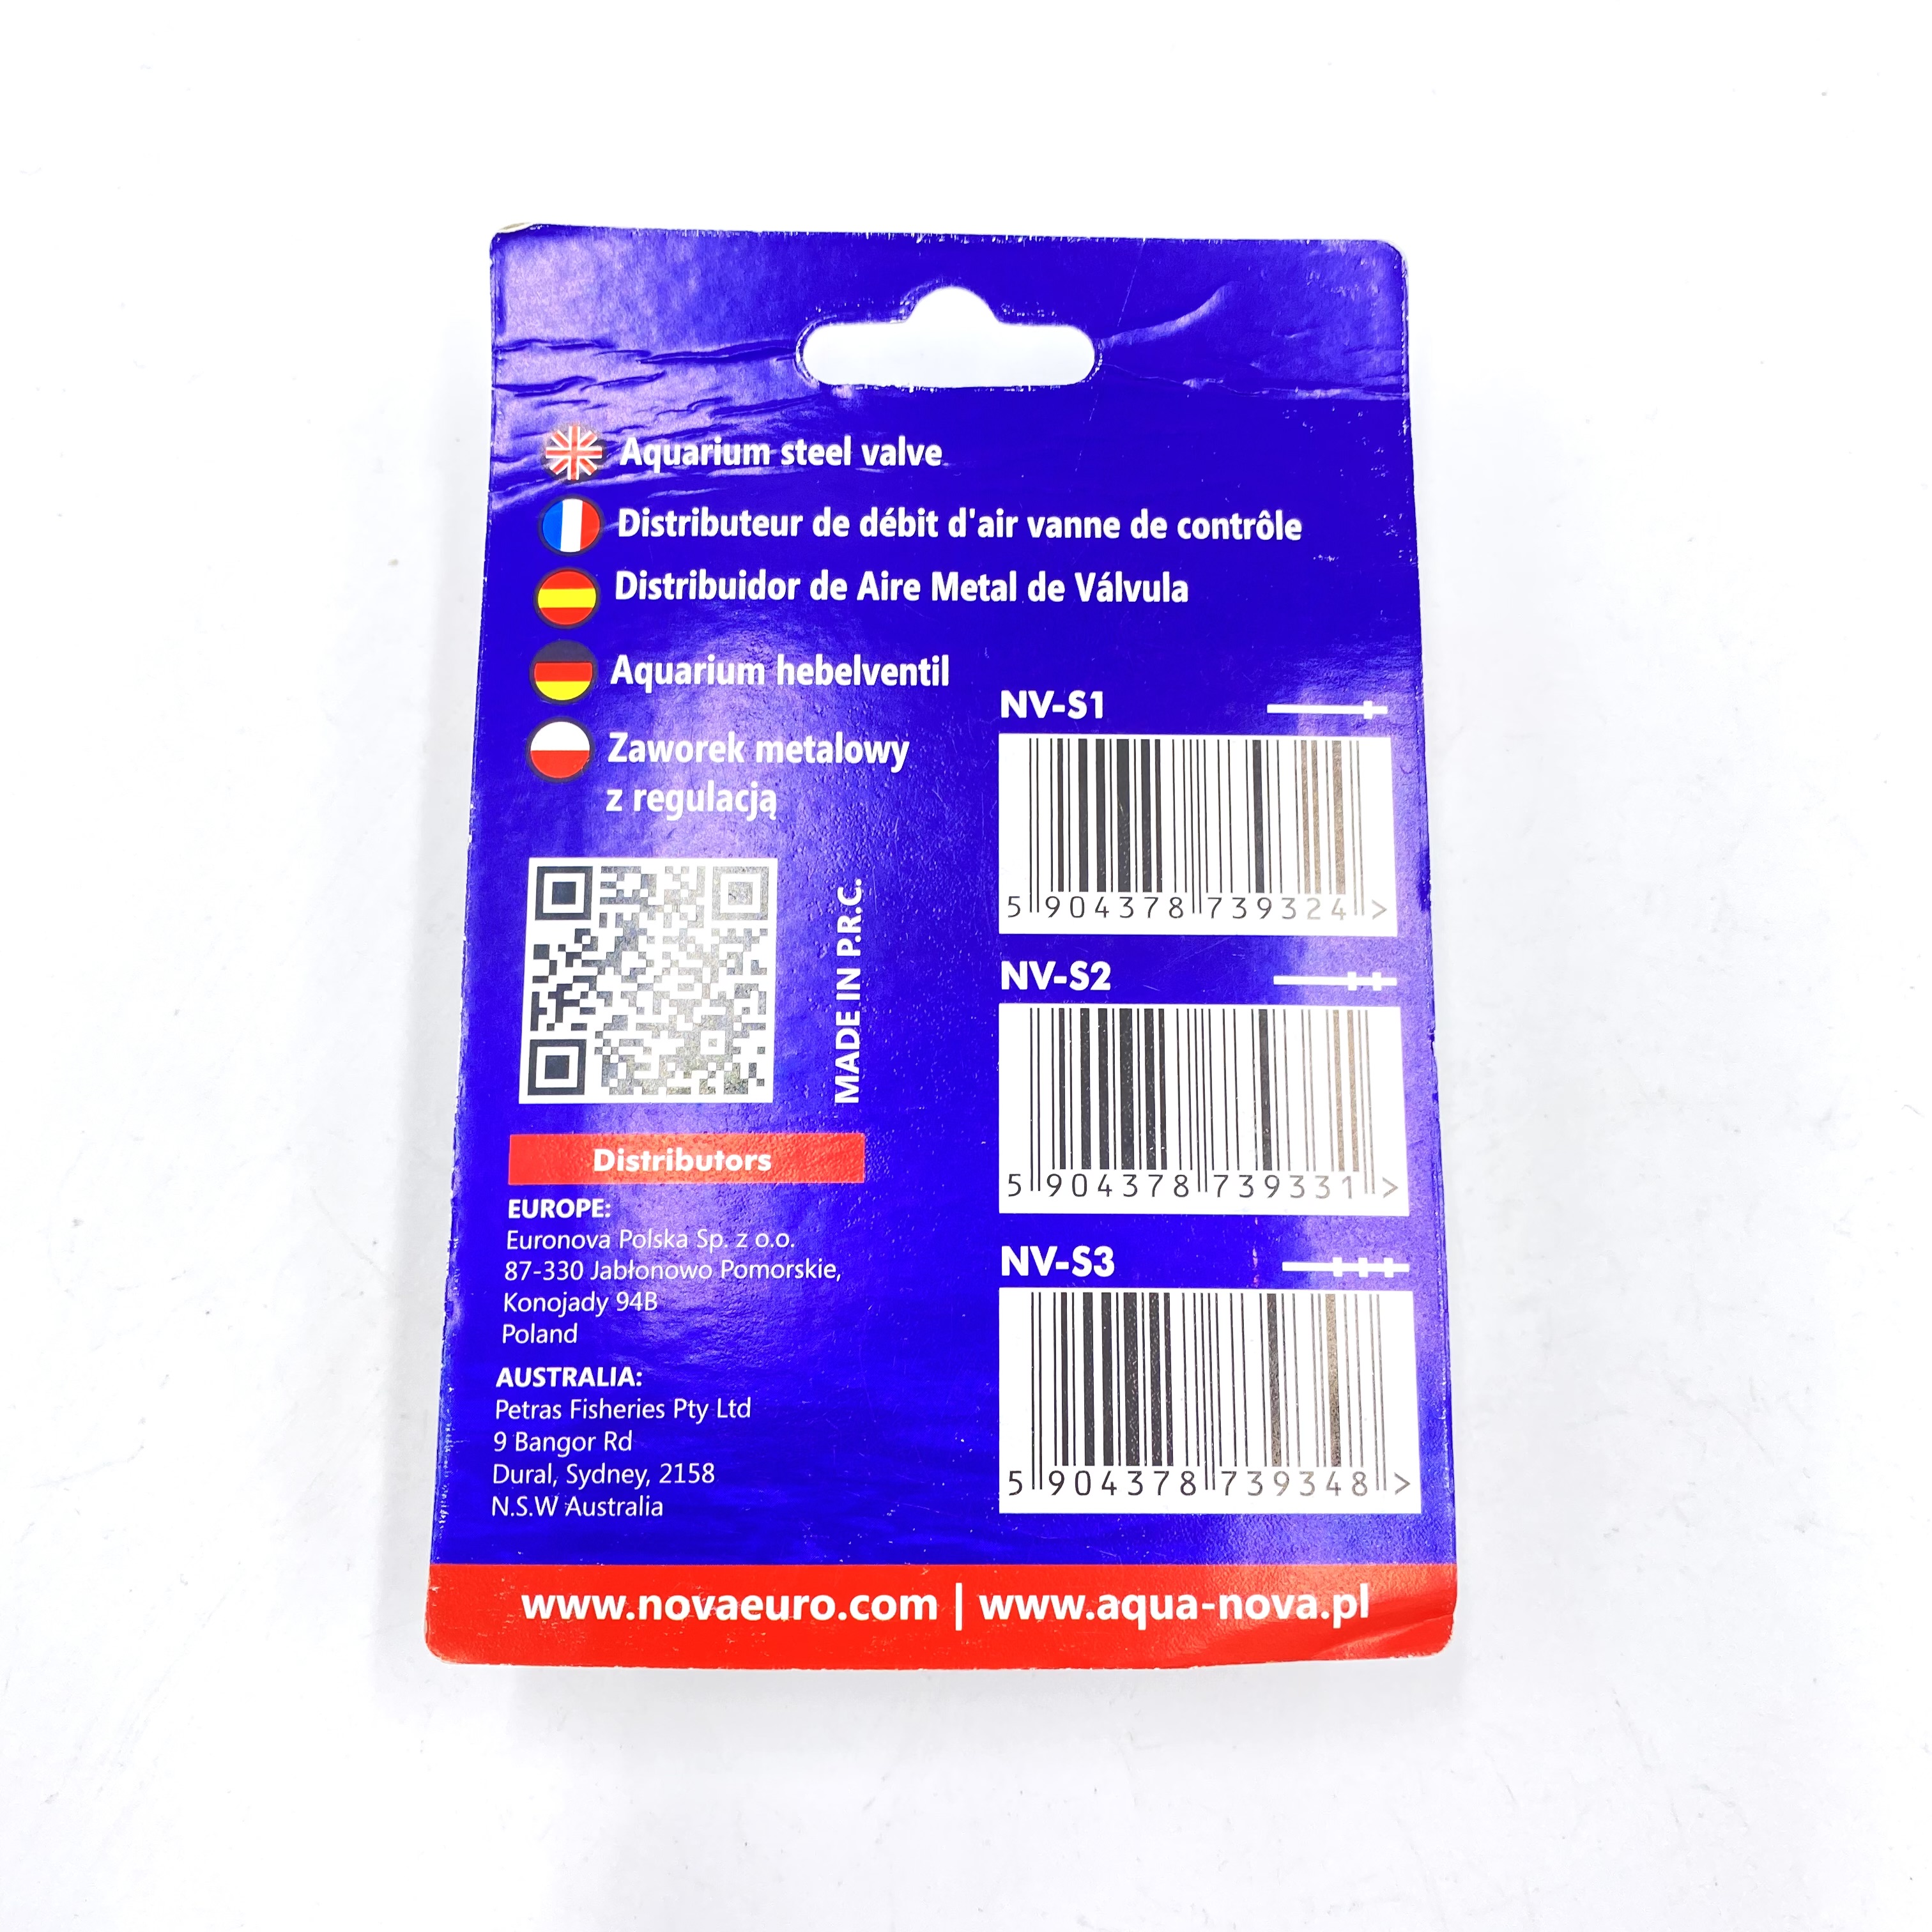 Aquarium steel valve
Distributeur de débit d'air vanne de contrôle
Distribuidor de Aire Metal de Válvula
Aquarium hebelventil
Zaworek metalowy
z regulacją
MADE IN P.R.C.
Distributors
EUROPE:
Euronova Polska Sp. z o.o.
87-330 Jabłonowo Pomorskie,
Konojady 94B
Poland
AUSTRALIA:
Petras Fisheries Pty Ltd
9 Bangor Rd
Dural, Sydney, 2158
N.S.W Australia
NV-S1
5 904378 739324 >
NV-S2
5 904378 739331 >
NV-S3
5 904378 739348 >
www.novaeuro.com | www.aqua-nova.pl